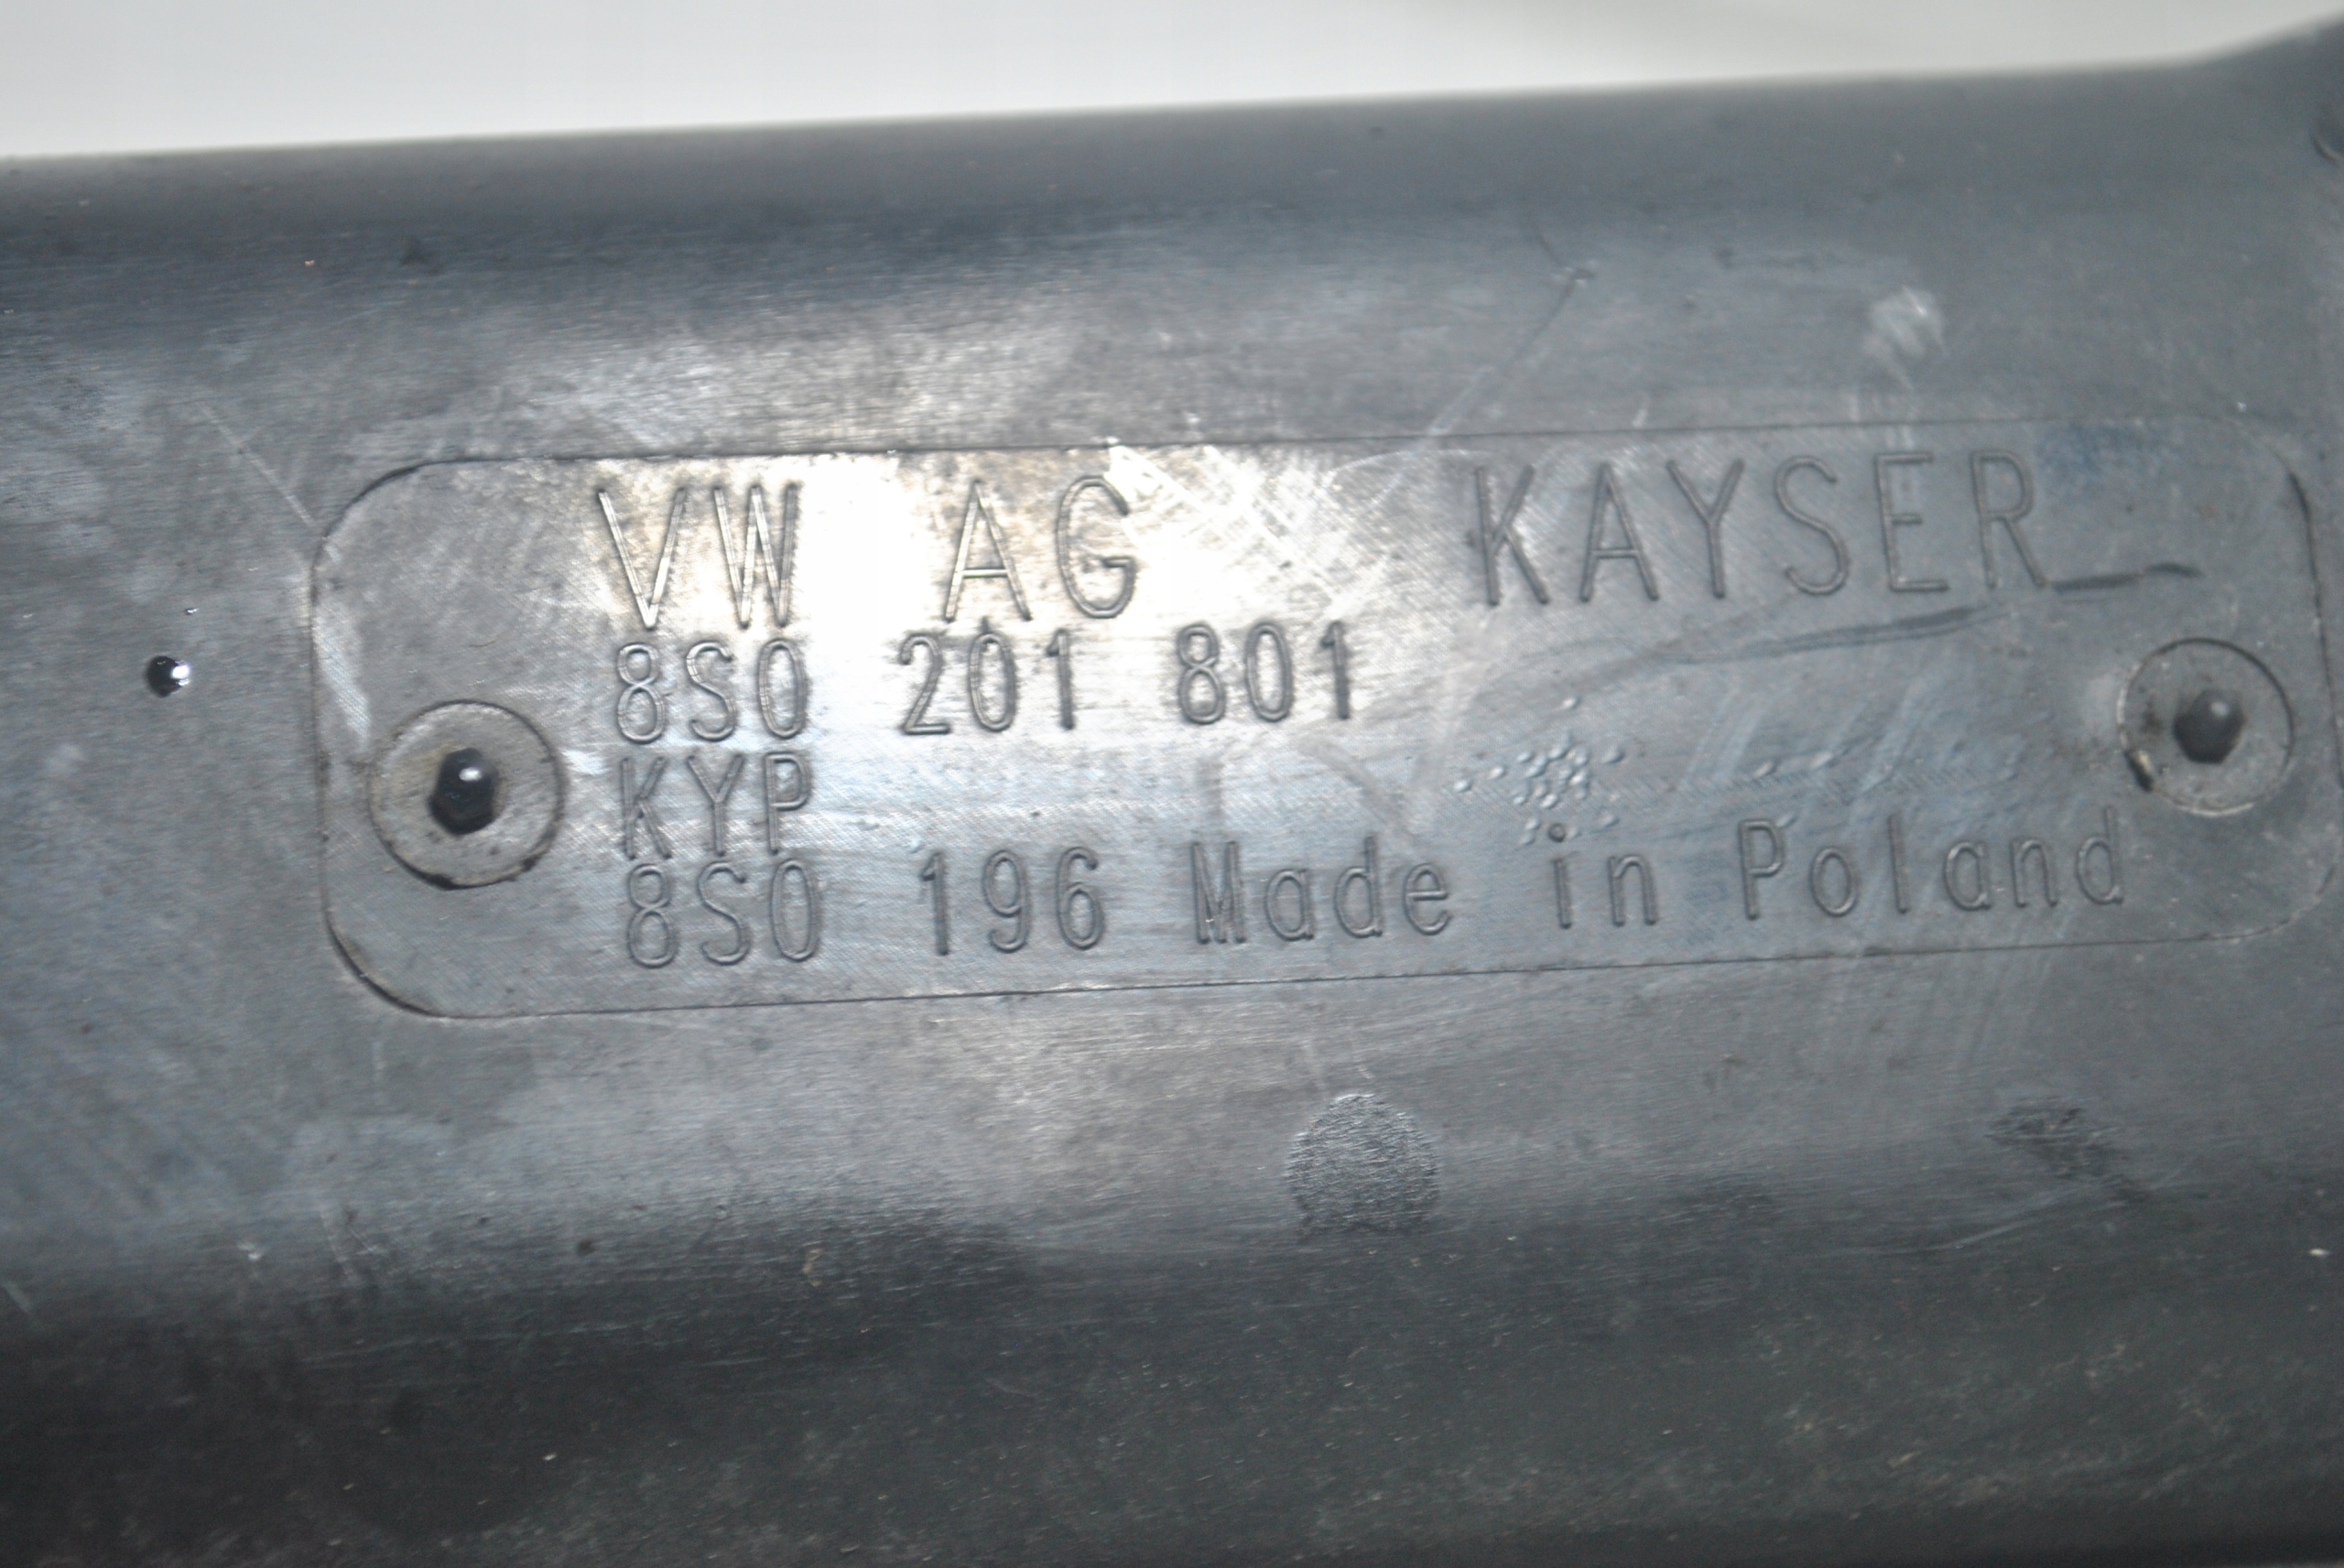 VW AG KAYSER
8S0 201 801
KYP
8S0 196 Made in Poland